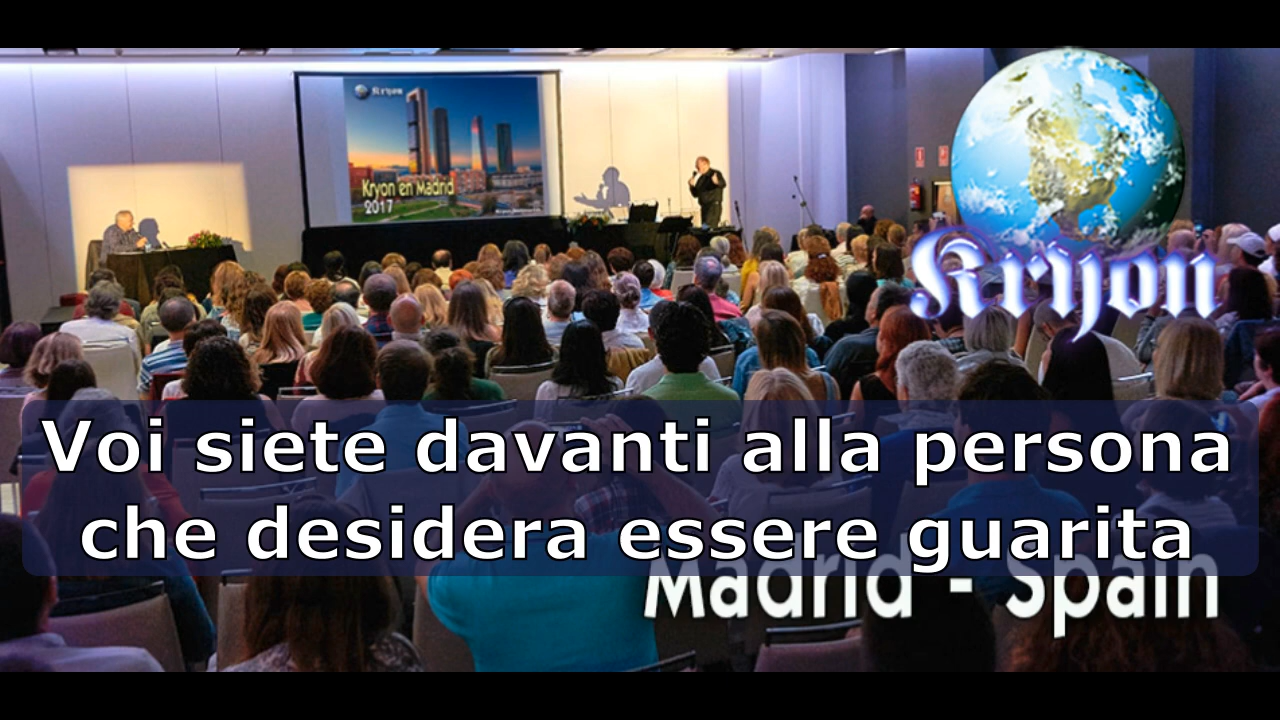 Kryon
Kryon en Madrid
2017
Kryon
Voi siete davanti alla persona
che desidera essere guarita
Madrid - Spain